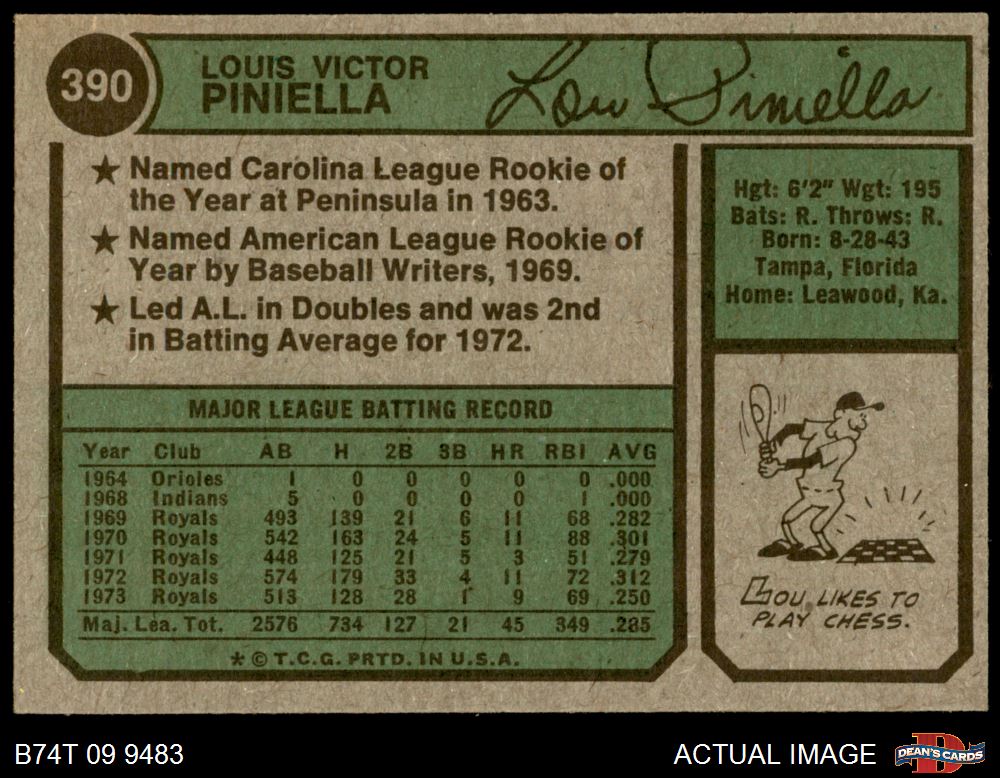 390
LOUIS VICTOR
PINIELLA
Lou Piniella
★ Named Carolina League Rookie of
the Year at Peninsula in 1963.
★ Named American League Rookie of
Year by Baseball Writers, 1969.
★ Led A.L. in Doubles and was 2nd
in Batting Average for 1972.
Hgt: 6'2" Wgt: 195
Bats: R. Throws: R.
Born: 8-28-43
Tampa, Florida
Home: Leawood, Ka.
MAJOR LEAGUE BATTING RECORD
Year Club AB H 2B 3B HR RBI AVG
1964 Orioles 1 0 0 0 0 0 .000
1968 Indians 5 0 0 0 0 1 .000
1969 Royals 493 139 21 6 11 68 .282
1970 Royals 542 163 24 5 11 88 .301
1971 Royals 448 125 21 5 3 51 .279
1972 Royals 574 179 33 4 11 72 .312
1973 Royals 513 128 28 1 9 69 .250
Maj. Lea. Tot. 2576 734 127 21 45 349 .285
★ © T.C.G. PRTD. IN U.S.A.
LOU LIKES TO
PLAY CHESS.
B74T 09 9483
ACTUAL IMAGE
DEAN'S CARDS